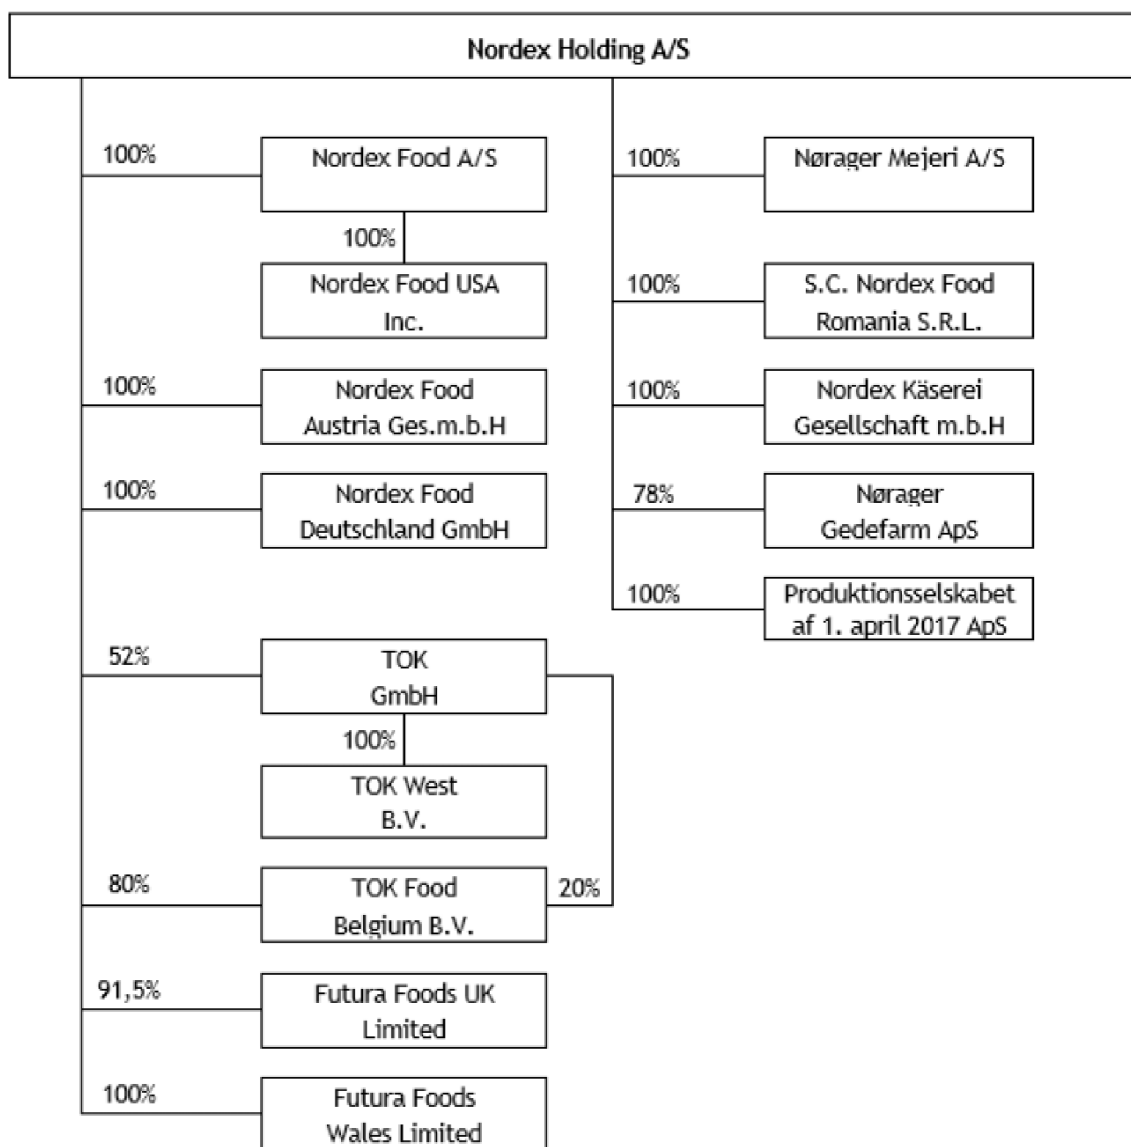 Nordex Holding A/S
100%
Nordex Food A/S
100%
Nørager Mejeri A/S
100%
Nordex Food USA
Inc.
100%
S.C. Nordex Food
Romania S.R.L.
100%
Nordex Food
Austria Ges.m.b.H
100%
Nordex Käserei
Gesellschaft m.b.H
100%
Nordex Food
Deutschland GmbH
78%
Nørager
Gedefarm ApS
100%
Produktionsselskabet
af 1. april 2017 ApS
52%
TOK
GmbH
100%
TOK West
B.V.
80%
TOK Food
Belgium B.V.
20%
91,5%
Futura Foods UK
Limited
100%
Futura Foods
Wales Limited